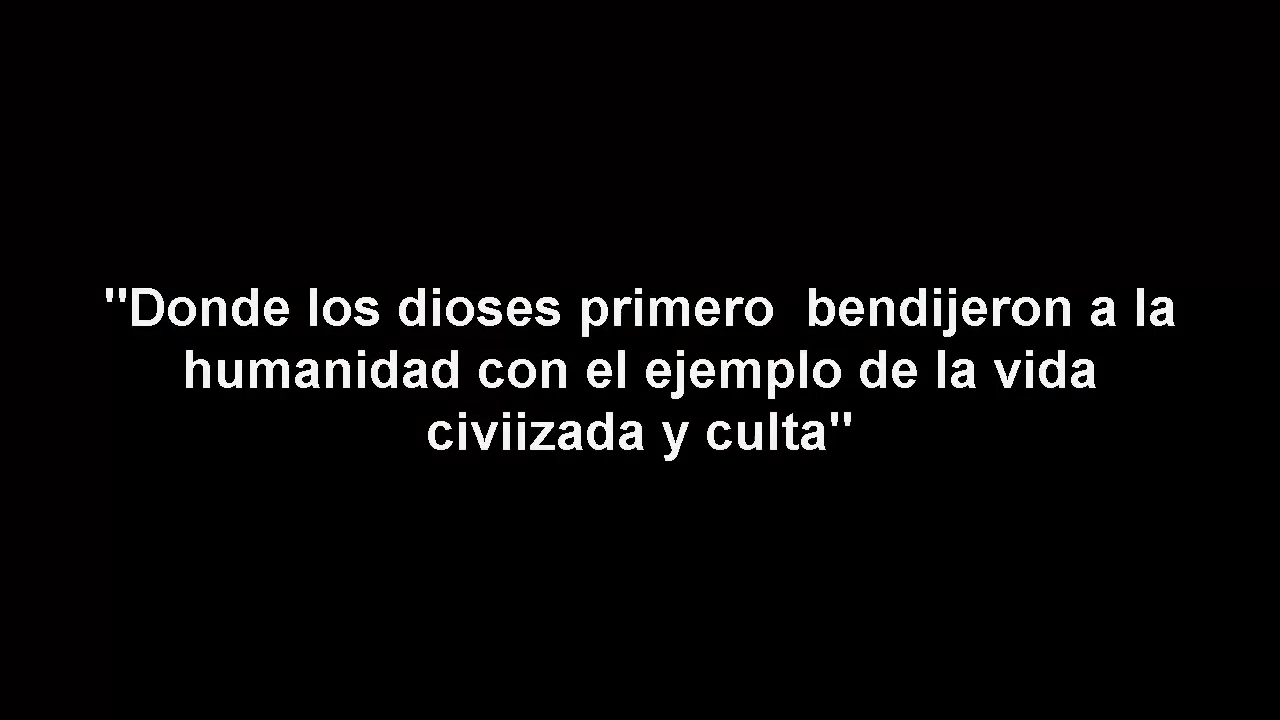 "Donde los dioses primero  bendijeron a la
humanidad con el ejemplo de la vida
civiizada y culta"